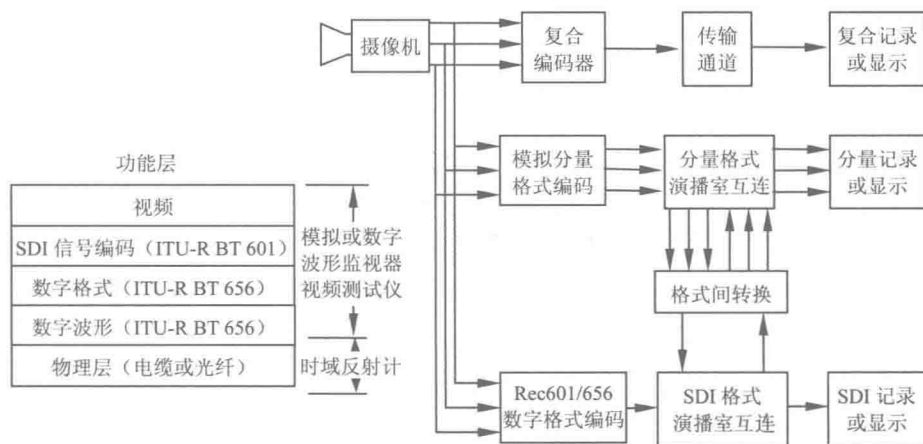 摄像机
复合
编码器
传输
通道
复合记录
或显示
模拟分量
格式编码
分量格式
演播室互连
分量记录
或显示
格式间转换
Rec601/656
数字格式编码
SDI 格式
演播室互连
SDI 记录
或显示
功能层
视频
SDI 信号编码（ITU-R BT 601）
数字格式（ITU-R BT 656）
数字波形（ITU-R BT 656）
物理层（电缆或光纤）
模拟或数字
波形监视器
视频测试仪
时域反射计